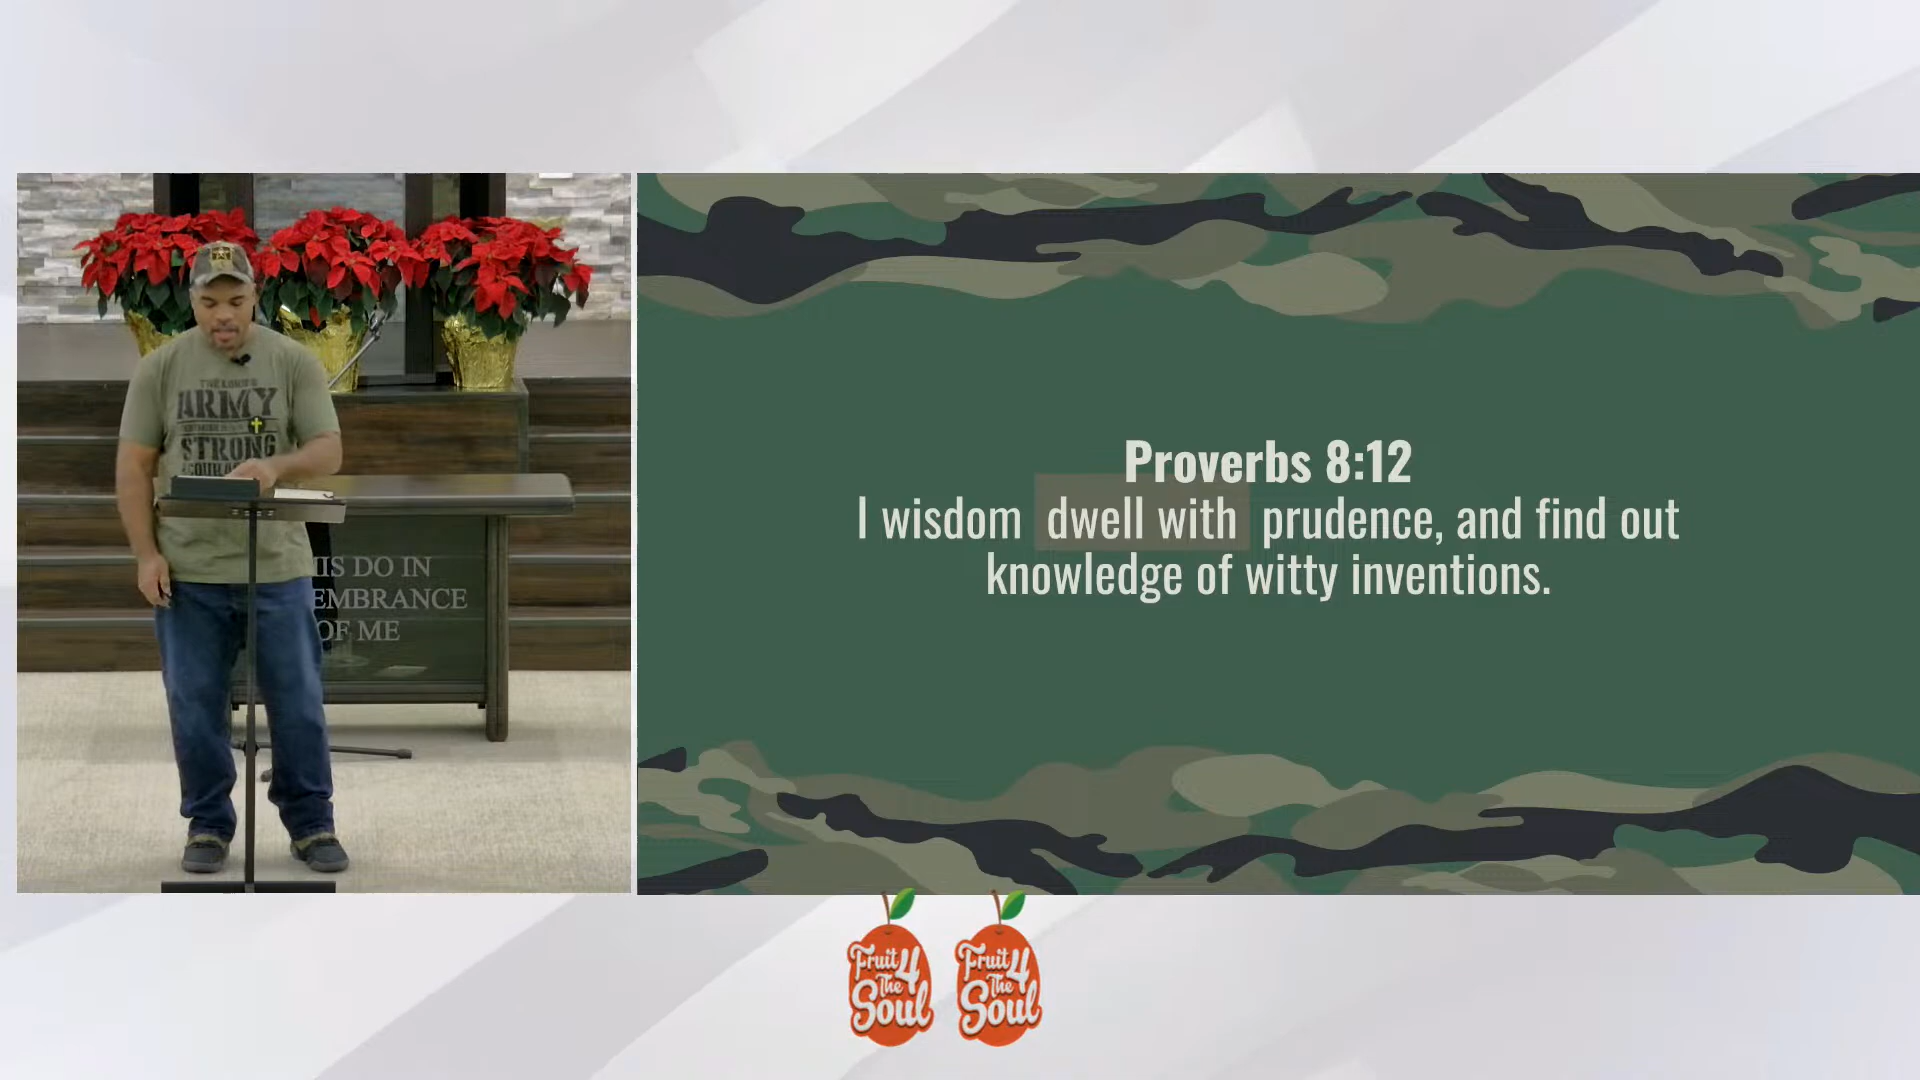 THE LORD'S
ARMY
STRONG
Proverbs 8:12
I wisdom dwell with prudence, and find out
knowledge of witty inventions.
IS DO IN
EMBRANCE
OF ME
Fruit
4
The
Soul
Fruit
4
The
Soul